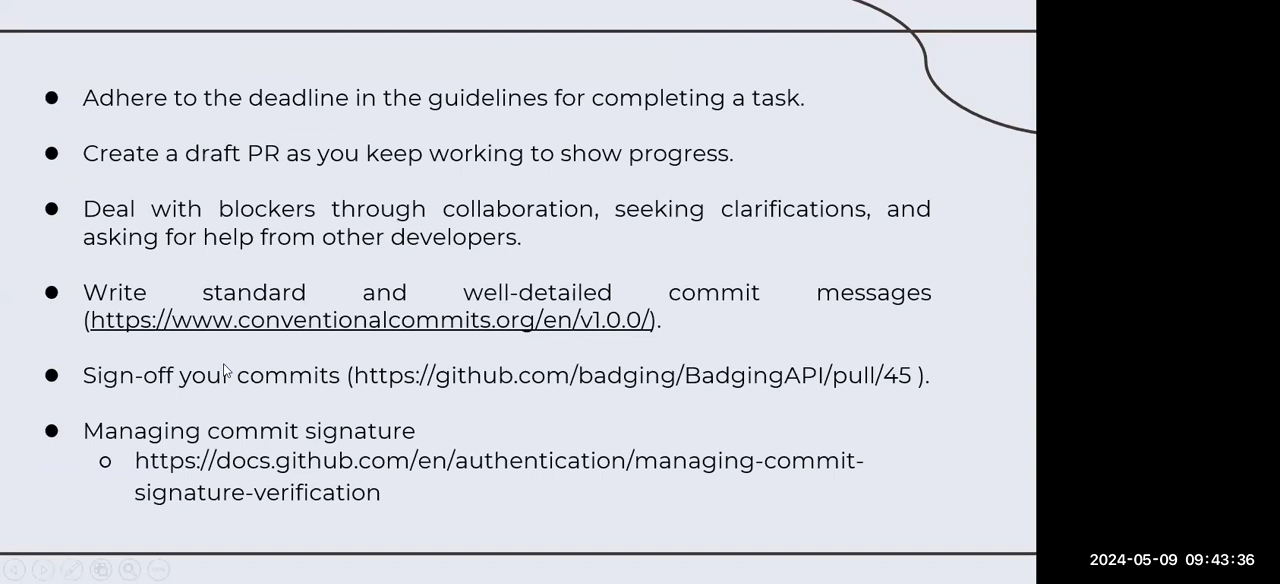 ● Adhere to the deadline in the guidelines for completing a task.
● Create a draft PR as you keep working to show progress.
● Deal with blockers through collaboration, seeking clarifications, and
asking for help from other developers.
● Write standard and well-detailed commit messages
(https://www.conventionalcommits.org/en/v1.0.0/).
● Sign-off your commits (https://github.com/badging/BadgingAPI/pull/45 ).
● Managing commit signature
○ https://docs.github.com/en/authentication/managing-commit-
signature-verification
2024-05-09 09:43:36